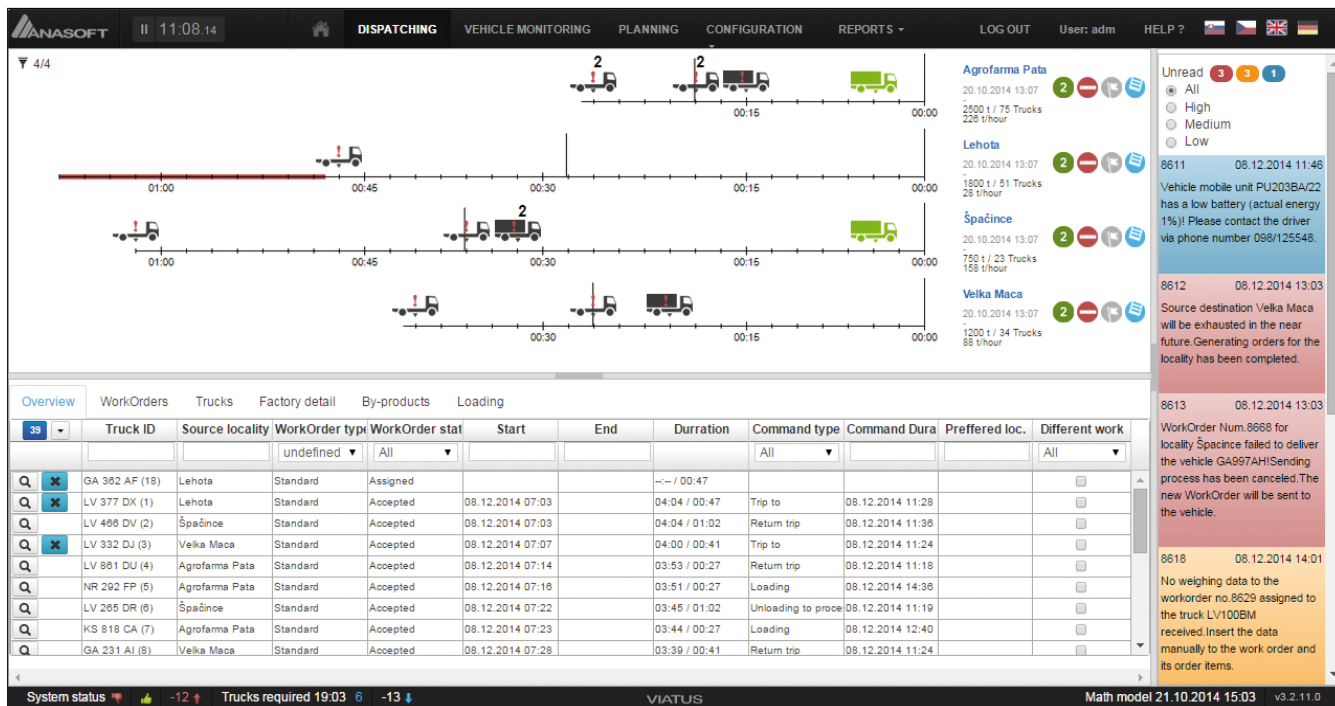 ANASOFT 11:08.14 DISPATCHING VEHICLE MONITORING PLANNING CONFIGURATION REPORTS LOG OUT User: adm HELP ?
4/4
2 2
00:15 00:00
Agrofarma Pata
20.10.2014 13:07 2
-
2500 t / 75 Trucks
226 t/hour
01:00 00:45 00:30 00:15 00:00
Lehota
20.10.2014 13:07 2
-
1800 t / 51 Trucks
28 t/hour
2
01:00 00:45 00:30 00:15 00:00
Špačince
20.10.2014 13:07 2
-
750 t / 23 Trucks
158 t/hour
00:30 00:15 00:00
Velka Maca
20.10.2014 13:07 2
-
1200 t / 34 Trucks
88 t/hour
Unread 3 3 1
All
High
Medium
Low
8611 08.12.2014 11:46
Vehicle mobile unit PU203BA/22
has a low battery (actual energy
1%)! Please contact the driver
via phone number 098/125548.
8612 08.12.2014 13:03
Source destination Velka Maca
will be exhausted in the near
future.Generating orders for the
locality has been completed.
8613 08.12.2014 13:03
WorkOrder Num.8668 for
locality Špacince failed to deliver
the vehicle GA997AH!Sending
process has been canceled.The
new WorkOrder will be sent to
the vehicle.
8618 08.12.2014 14:01
No weighing data to the
workorder no.8629 assigned to
the truck LV100BM
received.Insert the data
manually to the work order and
its order items.
Overview WorkOrders Trucks Factory detail By-products Loading
39 Truck ID Source locality WorkOrder type WorkOrder stat Start End Durration Command type Command Dura Preffered loc. Different work
undefined All All All
GA 362 AF (18) Lehota Standard Assigned --:-- / 00:47
LV 377 DX (1) Lehota Standard Accepted 08.12.2014 07:03 04:04 / 00:47 Trip to 08.12.2014 11:28
LV 466 DV (2) Špačince Standard Accepted 08.12.2014 07:03 04:04 / 01:02 Return trip 08.12.2014 11:36
LV 332 DJ (3) Velka Maca Standard Accepted 08.12.2014 07:07 04:00 / 00:41 Trip to 08.12.2014 11:24
LV 861 DU (4) Agrofarma Pata Standard Accepted 08.12.2014 07:14 03:53 / 00:27 Return trip 08.12.2014 11:18
NR 292 FP (5) Agrofarma Pata Standard Accepted 08.12.2014 07:16 03:51 / 00:27 Loading 08.12.2014 14:36
LV 265 DR (6) Špačince Standard Accepted 08.12.2014 07:22 03:45 / 01:02 Unloading to proce 08.12.2014 11:19
KS 818 CA (7) Agrofarma Pata Standard Accepted 08.12.2014 07:23 03:44 / 00:27 Loading 08.12.2014 12:40
GA 231 AI (8) Velka Maca Standard Accepted 08.12.2014 07:28 03:39 / 00:41 Return trip 08.12.2014 11:24
System status -12 Trucks required 19:03 6 -13 VIATUS Math model 21.10.2014 15:03 v3.2.11.0